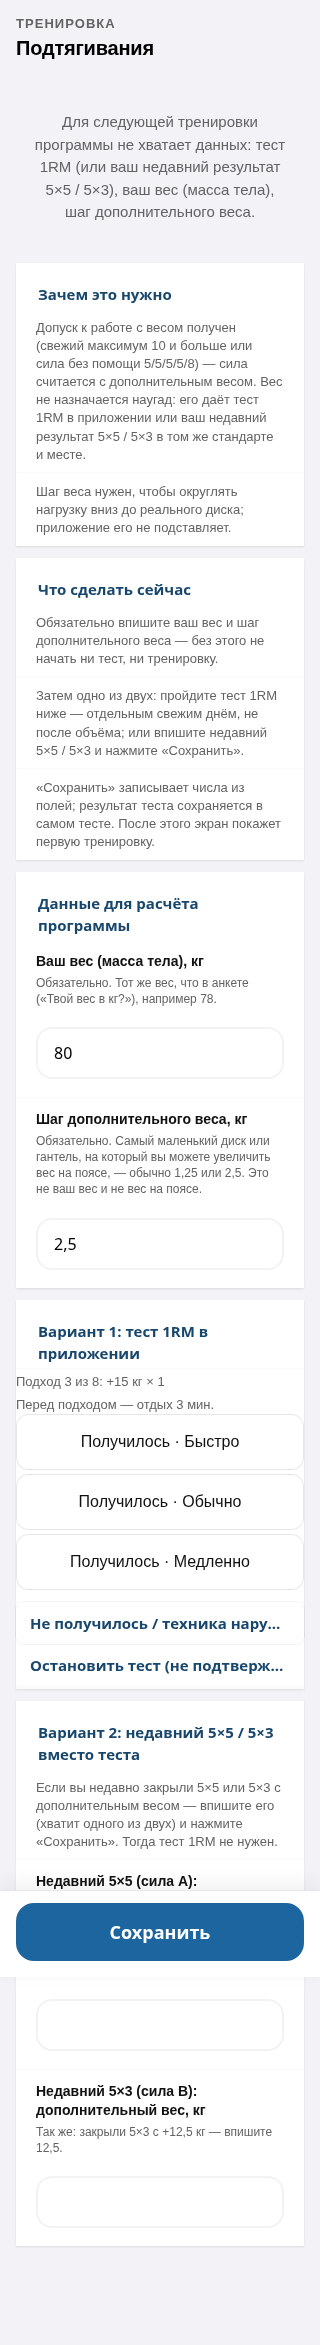 ТРЕНИРОВКА
Подтягивания
Для следующей тренировки
программы не хватает данных: тест
1RM (или ваш недавний результат
5×5 / 5×3), ваш вес (масса тела),
шаг дополнительного веса.
Зачем это нужно
Допуск к работе с весом получен
(свежий максимум 10 и больше или
сила без помощи 5/5/5/5/8) — сила
считается с дополнительным весом. Вес
не назначается наугад: его даёт тест
1RM в приложении или ваш недавний
результат 5×5 / 5×3 в том же стандарте
и месте.
Шаг веса нужен, чтобы округлять
нагрузку вниз до реального диска;
приложение его не подставляет.
Что сделать сейчас
Обязательно впишите ваш вес и шаг
дополнительного веса — без этого не
начать ни тест, ни тренировку.
Затем одно из двух: пройдите тест 1RM
ниже — отдельным свежим днём, не
после объёма; или впишите недавний
5×5 / 5×3 и нажмите «Сохранить».
«Сохранить» записывает числа из
полей; результат теста сохраняется в
самом тесте. После этого экран покажет
первую тренировку.
Данные для расчёта
программы
Ваш вес (масса тела), кг
Обязательно. Тот же вес, что в анкете
(«Твой вес в кг?»), например 78.
80
Шаг дополнительного веса, кг
Обязательно. Самый маленький диск или
гантель, на который вы можете увеличить
вес на поясе, — обычно 1,25 или 2,5. Это
не ваш вес и не вес на поясе.
2,5
Вариант 1: тест 1RM в
приложении
Подход 3 из 8: +15 кг × 1
Перед подходом — отдых 3 мин.
Получилось · Быстро
Получилось · Обычно
Получилось · Медленно
Не получилось / техника нару...
Остановить тест (не подтверж...
Вариант 2: недавний 5×5 / 5×3
вместо теста
Если вы недавно закрыли 5×5 или 5×3 с
дополнительным весом — впишите его
(хватит одного из двух) и нажмите
«Сохранить». Тогда тест 1RM не нужен.
Недавний 5×5 (сила A):
Сохранить
Недавний 5×3 (сила B):
дополнительный вес, кг
Так же: закрыли 5×3 с +12,5 кг — впишите
12,5.